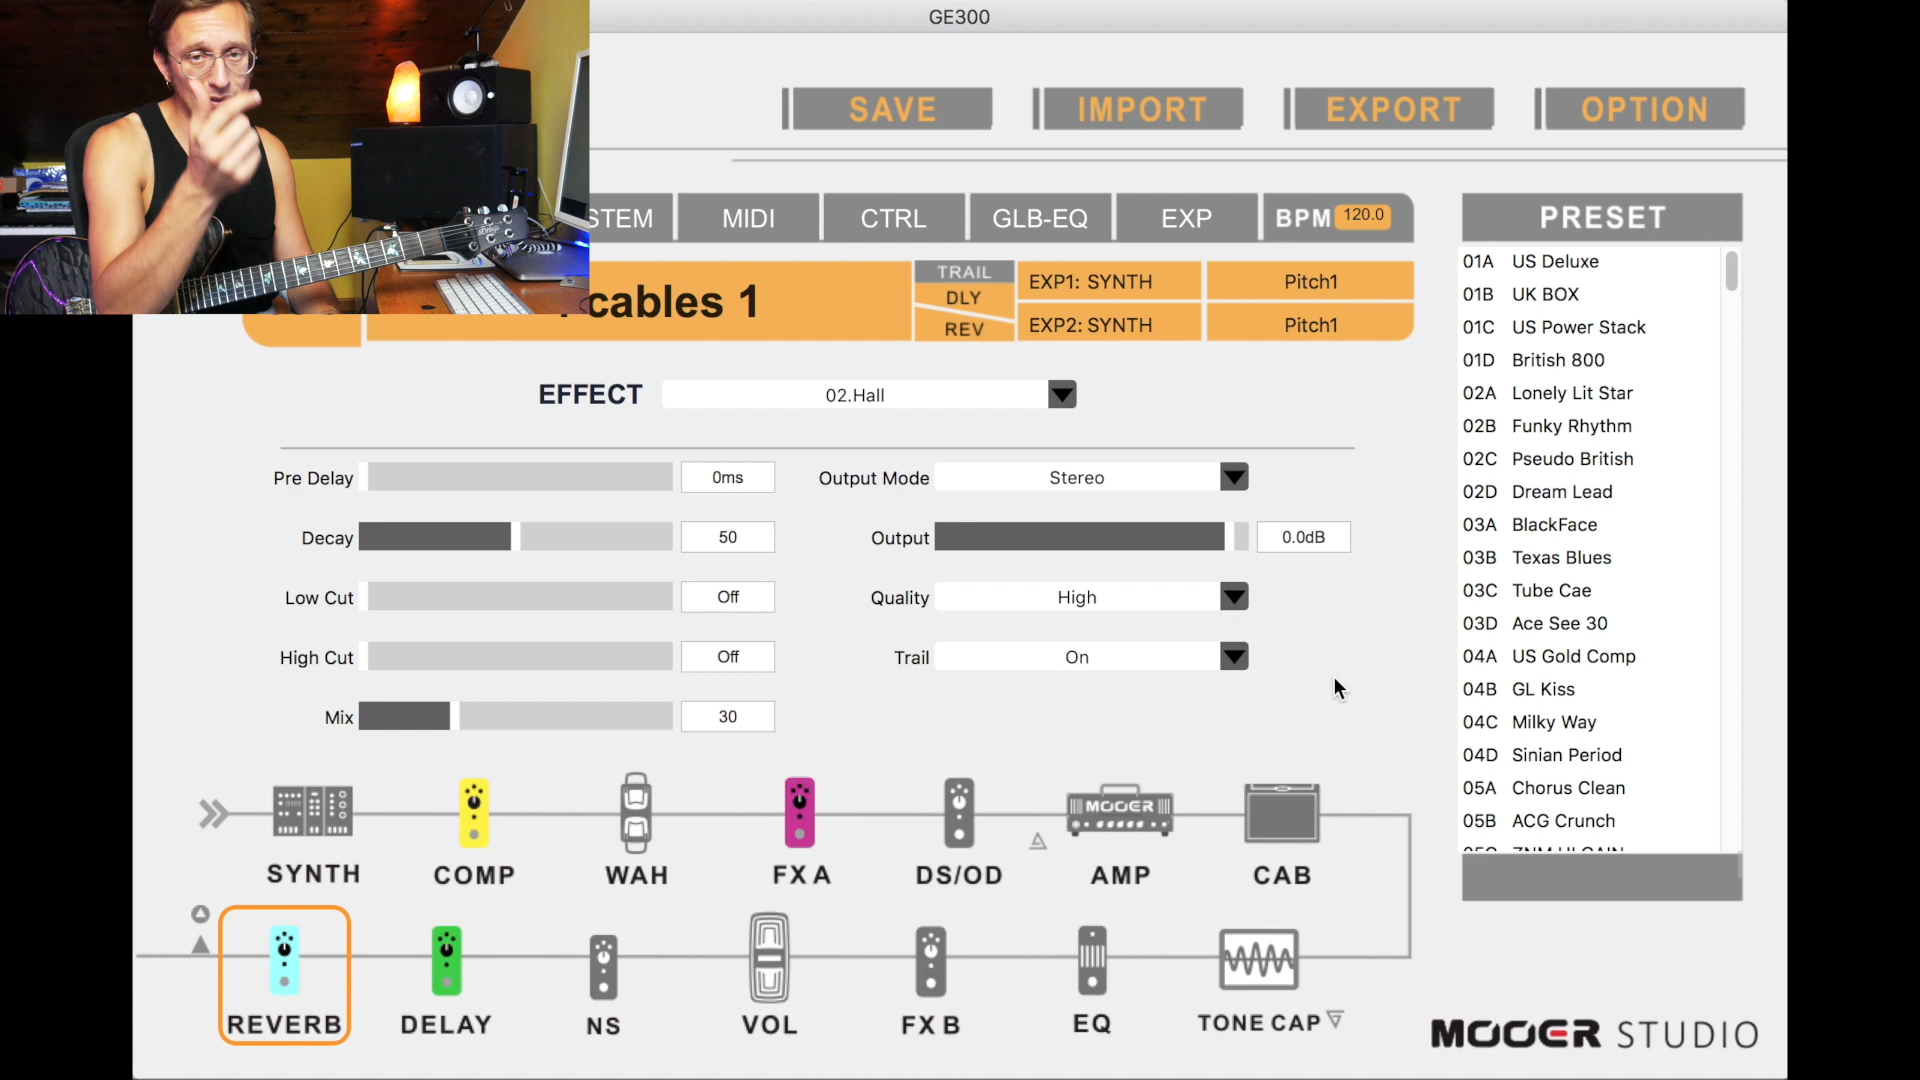 GE300
SAVE
IMPORT
EXPORT
OPTION
STEM
MIDI
CTRL
GLB-EQ
EXP
BPM 120.0
PRESET
cables 1
TRAIL
DLY
REV
EXP1: SYNTH
Pitch1
EXP2: SYNTH
Pitch1
EFFECT
02.Hall
Pre Delay
0ms
Output Mode
Stereo
Decay
50
Output
0.0dB
Low Cut
Off
Quality
High
High Cut
Off
Trail
On
Mix
30
01A US Deluxe
01B UK BOX
01C US Power Stack
01D British 800
02A Lonely Lit Star
02B Funky Rhythm
02C Pseudo British
02D Dream Lead
03A BlackFace
03B Texas Blues
03C Tube Cae
03D Ace See 30
04A US Gold Comp
04B GL Kiss
04C Milky Way
04D Sinian Period
05A Chorus Clean
05B ACG Crunch
MOOER
SYNTH
COMP
WAH
FX A
DS/OD
AMP
CAB
REVERB
DELAY
NS
VOL
FX B
EQ
TONE CAP
MOOER STUDIO